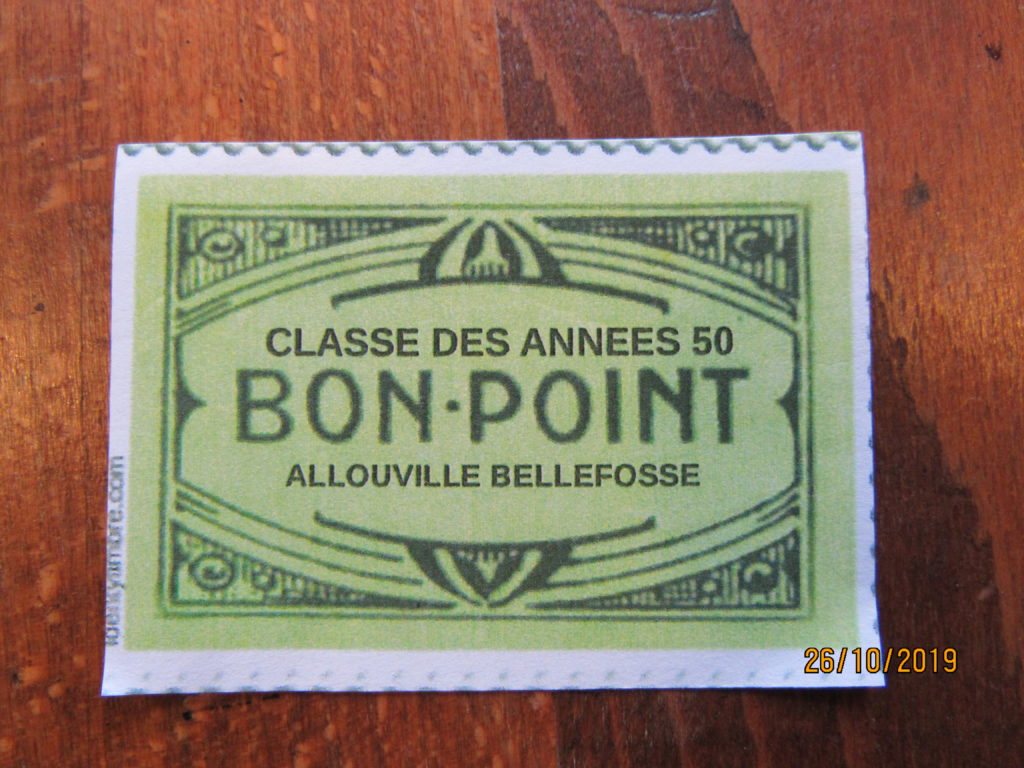 CLASSE DES ANNEES 50
BON·POINT
ALLOUVILLE BELLEFOSSE
26/10/2019